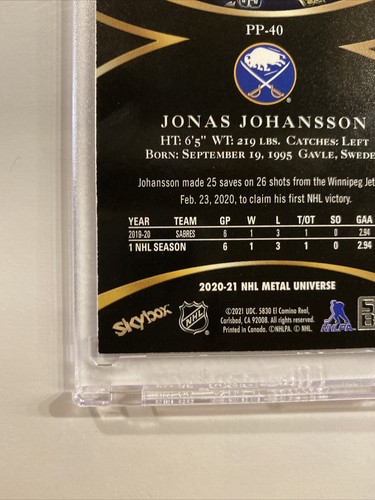 PP-40
JONAS JOHANSSON
HT: 6'5" WT: 219 LBS. CATCHES: LEFT
BORN: SEPTEMBER 19, 1995 GAVLE, SWEDE
Johansson made 25 saves on 26 shots from the Winnipeg Jet
Feb. 23, 2020, to claim his first NHL victory.
YEAR TEAM GP W L T/OT SO GAA
2019-20 SABRES 6 1 3 1 0 2.94
1 NHL SEASON 6 1 3 1 0 2.94
2020-21 NHL METAL UNIVERSE
skybox NHL ©2021 UDC. 5830 El Camino Real,
Carlsbad, CA 92008. All rights reserved.
Printed in Canada. ©NHLPA. © NHL.
NHLPA